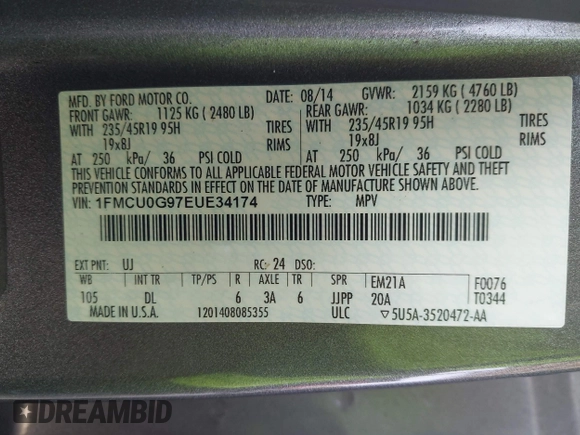 MFD. BY FORD MOTOR CO.
DATE: 08/14 GVWR: 2159 KG ( 4760 LB)
FRONT GAWR: 1125 KG ( 2480 LB) REAR GAWR: 1034 KG ( 2280 LB)
WITH 235/45R19 95H TIRES WITH 235/45R19 95H TIRES
19x8J RIMS 19x8J RIMS
AT 250 kPa/ 36 PSI COLD AT 250 kPa/ 36 PSI COLD
THIS VEHICLE CONFORMS TO ALL APPLICABLE FEDERAL MOTOR VEHICLE SAFETY AND THEFT
PREVENTION STANDARDS IN EFFECT ON THE DATE OF MANUFACTURE SHOWN ABOVE.
VIN: 1FMCU0G97EUE34174 TYPE: MPV
EXT PNT: UJ RC: 24 DSO:
WB INT TR TP/PS R AXLE TR SPR EM21A F0076
105 DL 6 3A 6 JJPP 20A T0344
MADE IN U.S.A. 1201408085355 ULC ▽5U5A-3520472-AA
DREAMBID